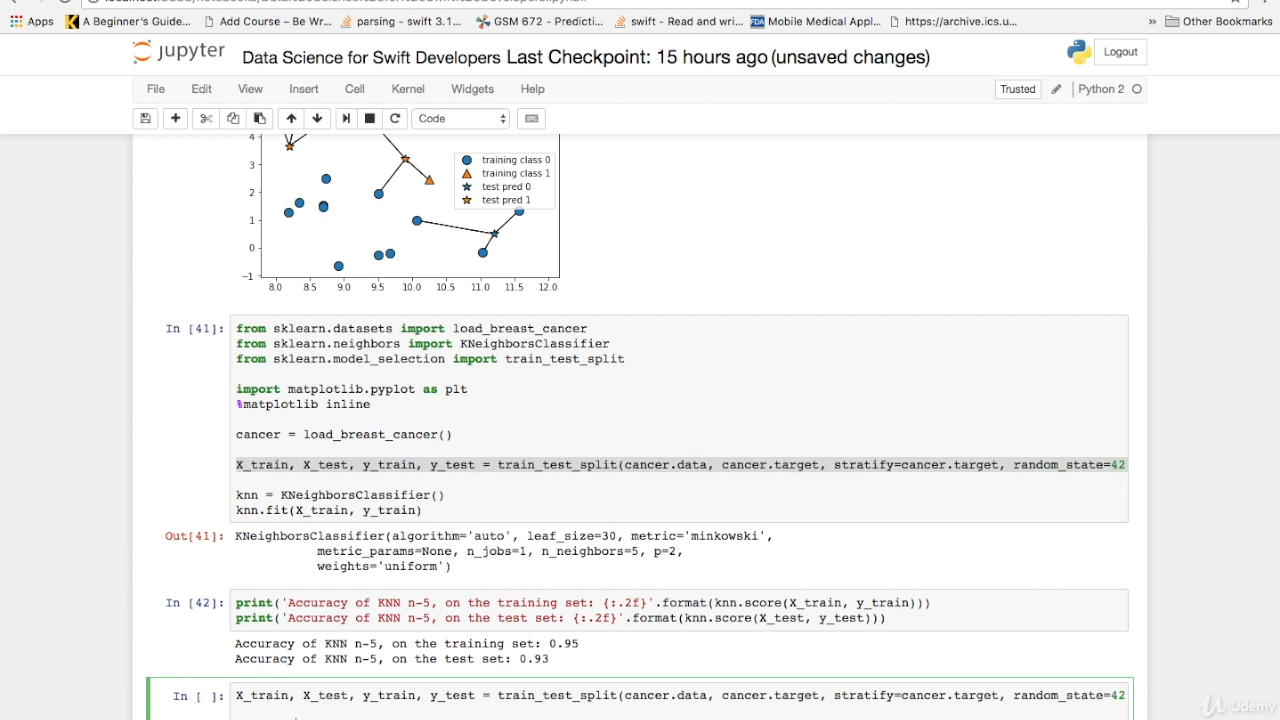 Apps A Beginner's Guide... Add Course – Be Wr... parsing - swift 3.1... GSM 672 - Predicti... swift - Read and wri... Mobile Medical Appl... https://archive.ics.u... » Other Bookmarks
jupyter Data Science for Swift Developers Last Checkpoint: 15 hours ago (unsaved changes) Logout
File Edit View Insert Cell Kernel Widgets Help Trusted Python 2
Code
4
3
2
1
0
−1
8.0 8.5 9.0 9.5 10.0 10.5 11.0 11.5 12.0
training class 0
training class 1
test pred 0
test pred 1
In [41]: from sklearn.datasets import load_breast_cancer
from sklearn.neighbors import KNeighborsClassifier
from sklearn.model_selection import train_test_split
import matplotlib.pyplot as plt
%matplotlib inline
cancer = load_breast_cancer()
X_train, X_test, y_train, y_test = train_test_split(cancer.data, cancer.target, stratify=cancer.target, random_state=42
knn = KNeighborsClassifier()
knn.fit(X_train, y_train)
Out[41]: KNeighborsClassifier(algorithm='auto', leaf_size=30, metric='minkowski',
metric_params=None, n_jobs=1, n_neighbors=5, p=2,
weights='uniform')
In [42]: print('Accuracy of KNN n-5, on the training set: {:.2f}'.format(knn.score(X_train, y_train)))
print('Accuracy of KNN n-5, on the test set: {:.2f}'.format(knn.score(X_test, y_test)))
Accuracy of KNN n-5, on the training set: 0.95
Accuracy of KNN n-5, on the test set: 0.93
In [ ]: X_train, X_test, y_train, y_test = train_test_split(cancer.data, cancer.target, stratify=cancer.target, random_state=42
Udemy